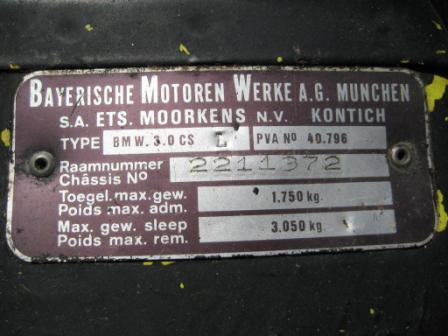 BAYERISCHE MOTOREN WERKE A.G. MUNCHEN
S.A. ETS. MOORKENS N.V. KONTICH
TYPE BMW. 3.0 CS L PVA Nº 40.796
Raamnummer 2211372
Châssis Nº
Toegel. max. gew. 1.750 kg.
Poids max. adm.
Max. gew. sleep 3.050 kg.
Poids max. rem.